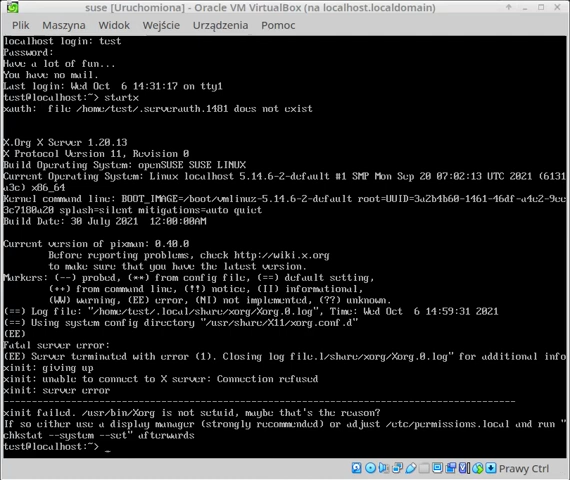 suse [Uruchomiona] - Oracle VM VirtualBox (na localhost.localdomain)
Plik Maszyna Widok Wejście Urządzenia Pomoc
localhost login: test
Password:
Have a lot of fun...
You have no mail.
Last login: Wed Oct  6 14:31:17 on tty1
test@localhost:~> startx
xauth:  file /home/test/.serverauth.1481 does not exist
X.Org X Server 1.20.13
X Protocol Version 11, Revision 0
Build Operating System: openSUSE SUSE LINUX
Current Operating System: Linux localhost 5.14.6-2-default #1 SMP Mon Sep 20 07:02:13 UTC 2021 (6131
a3c) x86_64
Kernel command line: BOOT_IMAGE=/boot/vmlinuz-5.14.6-2-default root=UUID=3a2b4b60-1461-46df-a4c2-9ec
3c7180a20 splash=silent mitigations=auto quiet
Build Date: 30 July 2021  12:00:00AM
Current version of pixman: 0.40.0
Before reporting problems, check http://wiki.x.org
to make sure that you have the latest version.
Markers: (--) probed, (**) from config file, (==) default setting,
(++) from command line, (!!) notice, (II) informational,
(WW) warning, (EE) error, (NI) not implemented, (??) unknown.
(==) Log file: "/home/test/.local/share/xorg/Xorg.0.log", Time: Wed Oct  6 14:59:31 2021
(==) Using system config directory "/usr/share/X11/xorg.conf.d"
(EE)
Fatal server error:
(EE) Server terminated with error (1). Closing log file.l/share/xorg/Xorg.0.log" for additional info
xinit: giving up
xinit: unable to connect to X server: Connection refused
xinit: server error
--------------------------------------------------------------------------------
xinit failed. /usr/bin/Xorg is not setuid, maybe that's the reason?
If so either use a display manager (strongly recommended) or adjust /etc/permissions.local and run "
chkstat --system --set" afterwards
test@localhost:~> _
Prawy Ctrl